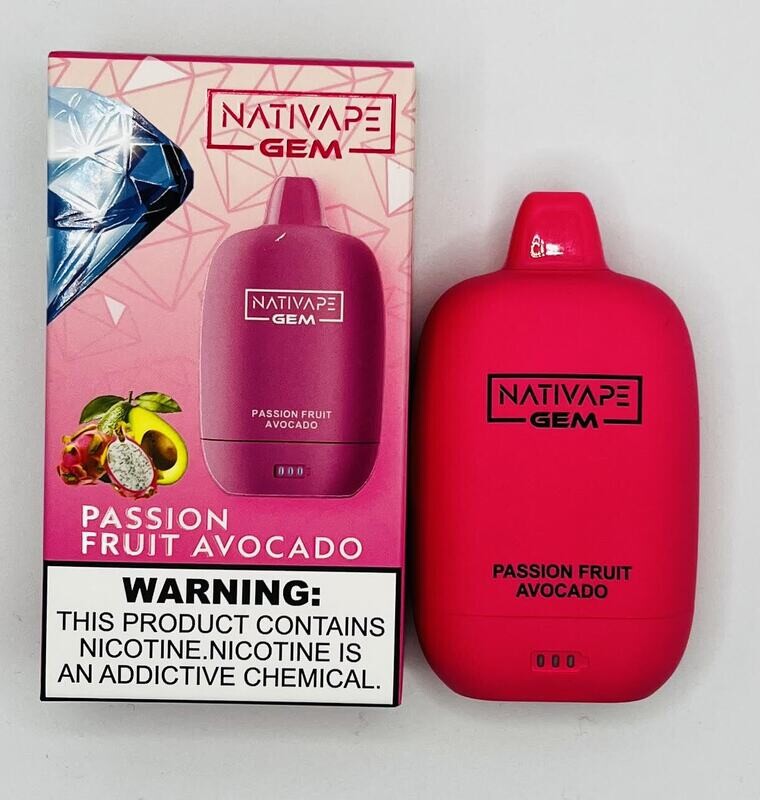 NATIVAPE
GEM
NATIVAPE
GEM
PASSION FRUIT
AVOCADO
PASSION
FRUIT AVOCADO
WARNING:
THIS PRODUCT CONTAINS
NICOTINE.NICOTINE IS
AN ADDICTIVE CHEMICAL.
NATIVAPE
GEM
PASSION FRUIT
AVOCADO